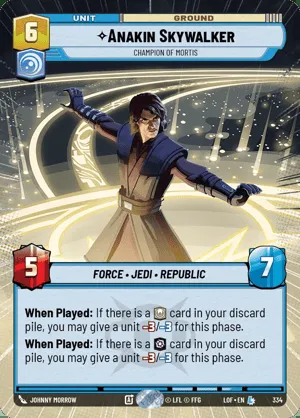 UNIT GROUND
6
✧ANAKIN SKYWALKER
CHAMPION OF MORTIS
5
7
FORCE • JEDI • REPUBLIC
When Played: If there is a card in your discard
pile, you may give a unit -3/-3 for this phase.
When Played: If there is a card in your discard
pile, you may give a unit -3/-3 for this phase.
JOHNNY MORROW © LFL © FFG LOF • EN 334